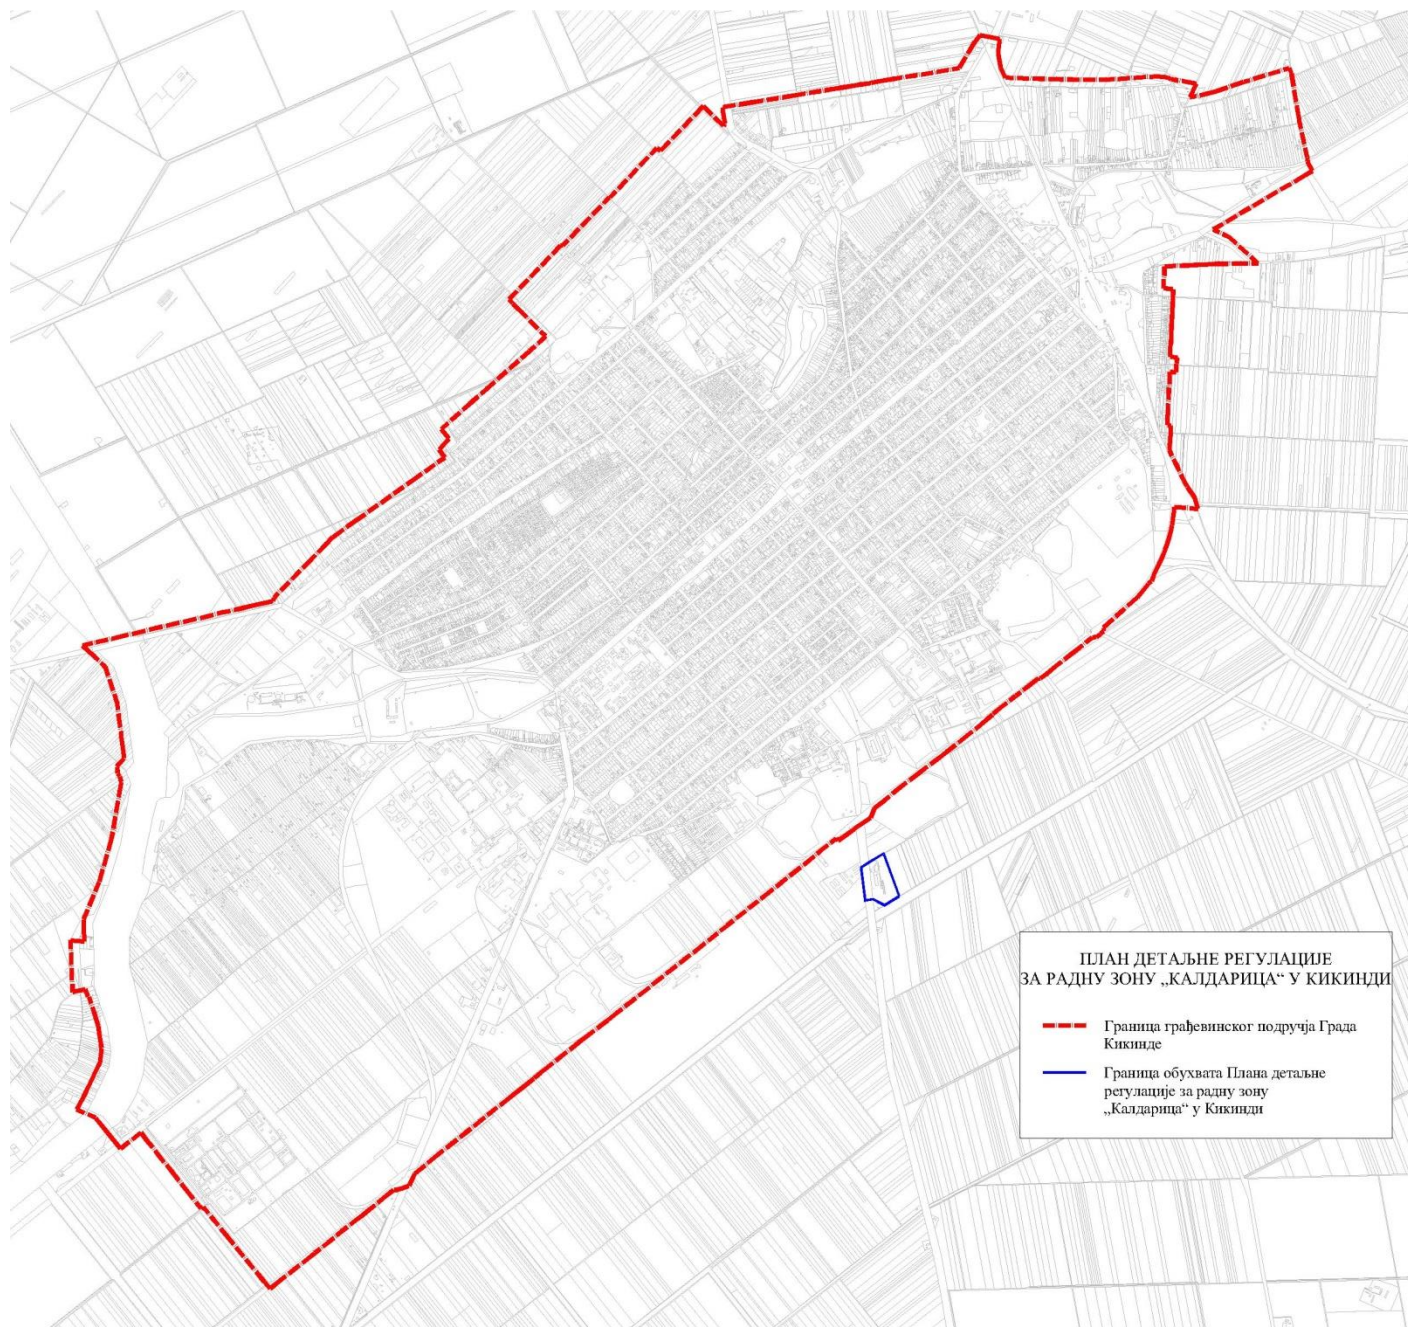 ПЛАН ДЕТАЉНЕ РЕГУЛАЦИЈЕ
ЗА РАДНУ ЗОНУ „КАЛДАРИЦА“ У КИКИНДИ
Граница грађевинског подручја Града
Кикинде
Граница обухвата Плана детаљне
регулације за радну зону
„Калдарица“ у Кикинди